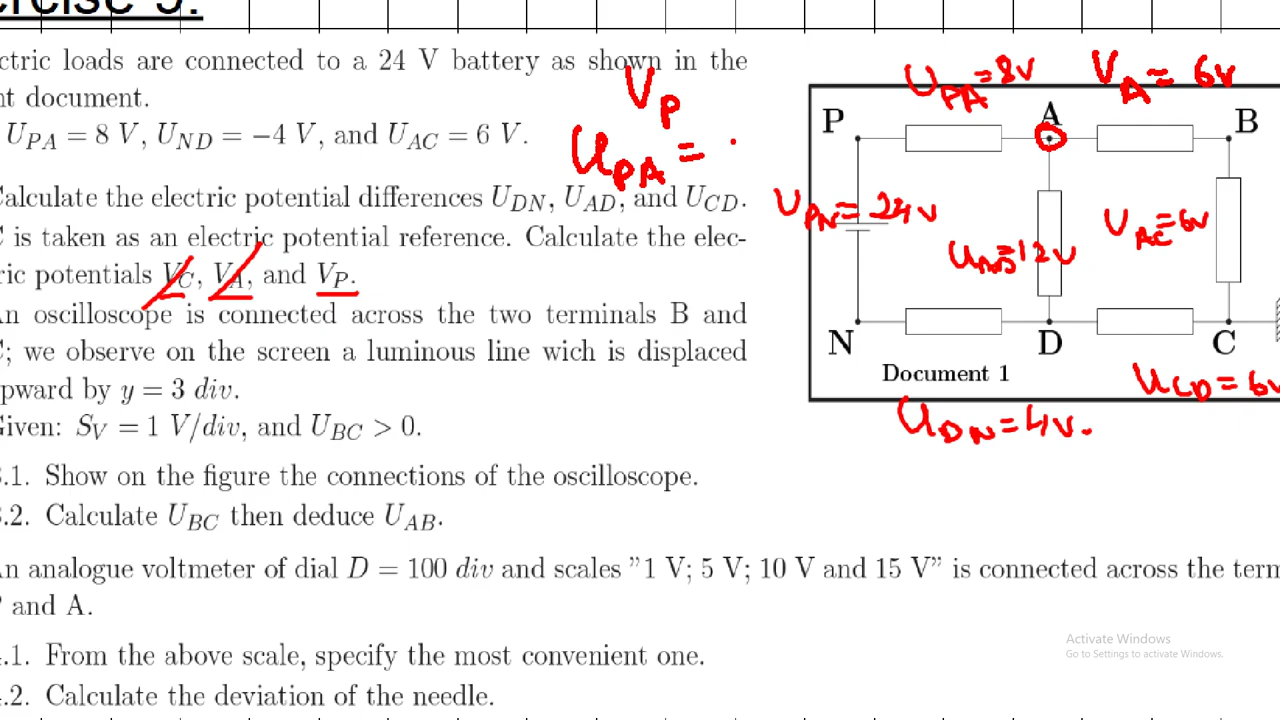 ercise 5.
ctric loads are connected to a 24 V battery as shown in the
nt document.
U_PA = 8 V, U_ND = −4 V, and U_AC = 6 V.
Calculate the electric potential differences U_DN, U_AD, and U_CD.
C is taken as an electric potential reference. Calculate the elec-
ric potentials V_C, V_A, and V_P.
An oscilloscope is connected across the two terminals B and
C; we observe on the screen a luminous line wich is displaced
upward by y = 3 div.
Given: S_V = 1 V/div, and U_BC > 0.
3.1. Show on the figure the connections of the oscilloscope.
3.2. Calculate U_BC then deduce U_AB.
An analogue voltmeter of dial D = 100 div and scales "1 V; 5 V; 10 V and 15 V" is connected across the term
P and A.
4.1. From the above scale, specify the most convenient one.
4.2. Calculate the deviation of the needle.
V_P
U_PA =
U_PA = 8V
V_A = 6V
P
A
B
U_PN = 24V
U_AD = 12V
U_AC = 6V
N
D
C
Document 1
U_CD = 6V
U_DN = 4V.
Activate Windows
Go to Settings to activate Windows.